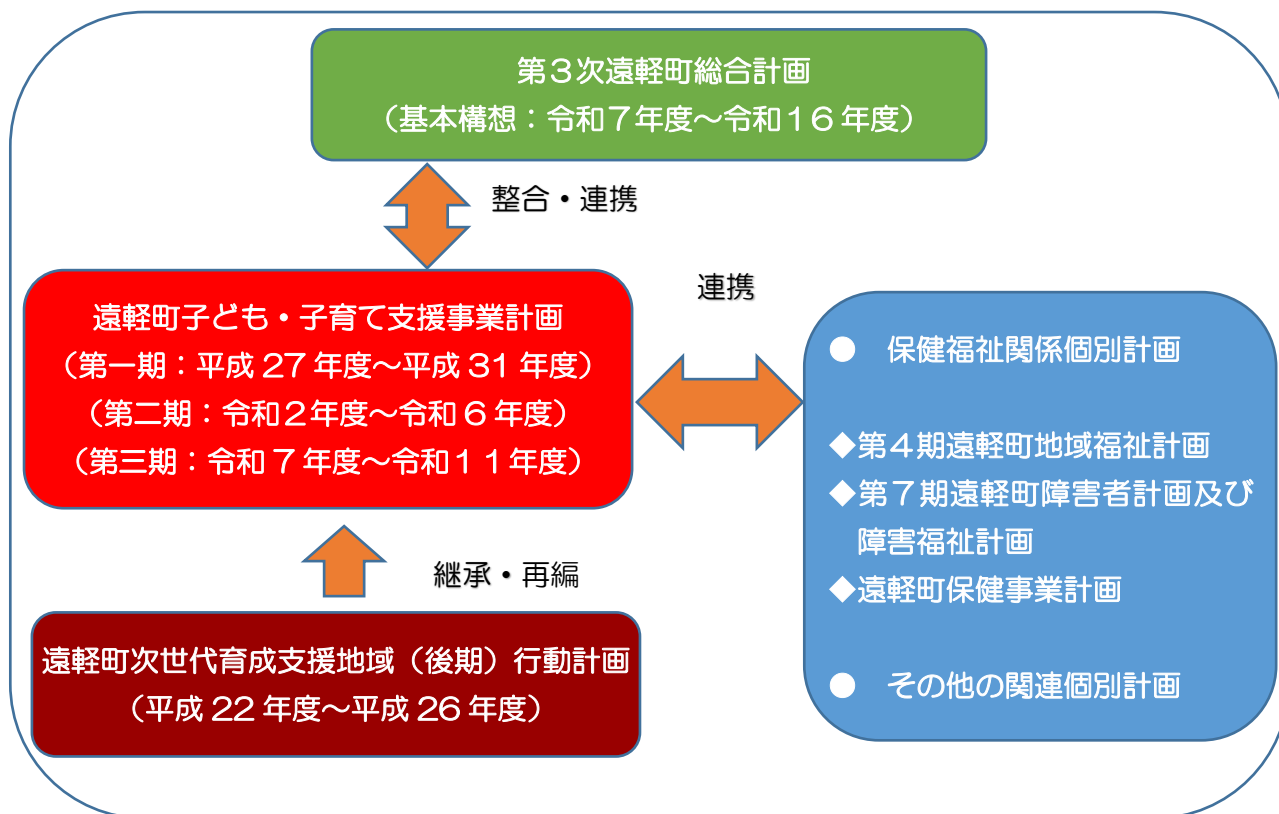 第３次遠軽町総合計画
（基本構想：令和７年度～令和１６年度）
整合・連携
遠軽町子ども・子育て支援事業計画
（第一期：平成 27 年度～平成 31 年度）
（第二期：令和２年度～令和６年度）
（第三期：令和７年度～令和１１年度）
連携
●　保健福祉関係個別計画
◆第４期遠軽町地域福祉計画
◆第７期遠軽町障害者計画及び
障害福祉計画
◆遠軽町保健事業計画
●　その他の関連個別計画
継承・再編
遠軽町次世代育成支援地域（後期）行動計画
（平成 22 年度～平成 26 年度）